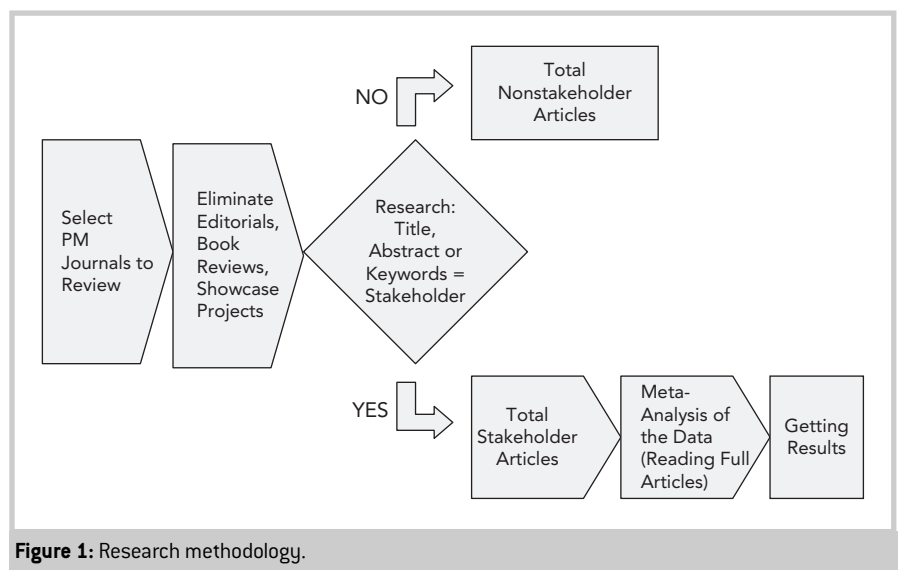 NO
Total
Nonstakeholder
Articles
Select
PM
Journals to
Review
Eliminate
Editorials,
Book
Reviews,
Showcase
Projects
Research:
Title,
Abstract or
Keywords =
Stakeholder
YES
Total
Stakeholder
Articles
Meta-
Analysis of
the Data
(Reading Full
Articles)
Getting
Results
Figure 1: Research methodology.